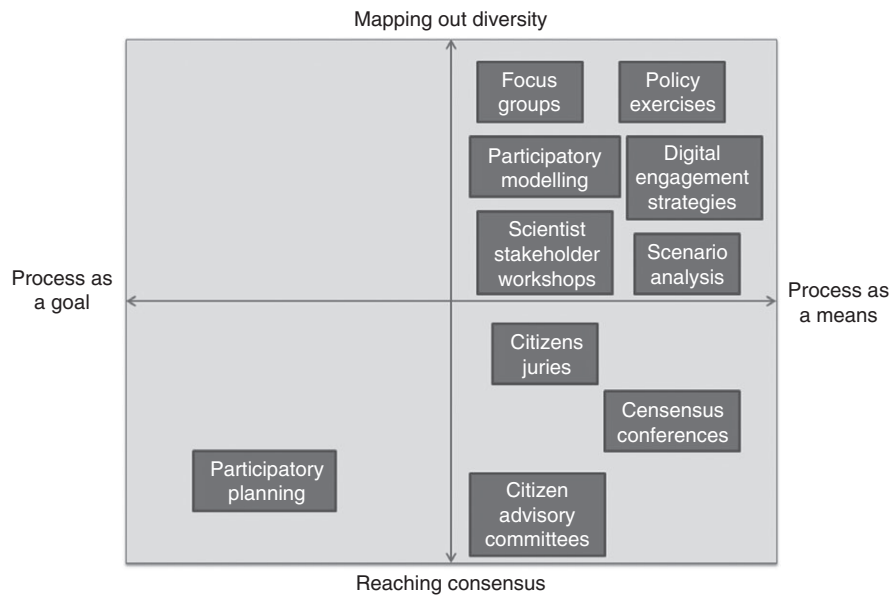 Mapping out diversity
Focus
groups
Policy
exercises
Participatory
modelling
Digital
engagement
strategies
Scientist
stakeholder
workshops
Scenario
analysis
Process as
a goal
Process as
a means
Citizens
juries
Censensus
conferences
Participatory
planning
Citizen
advisory
committees
Reaching consensus